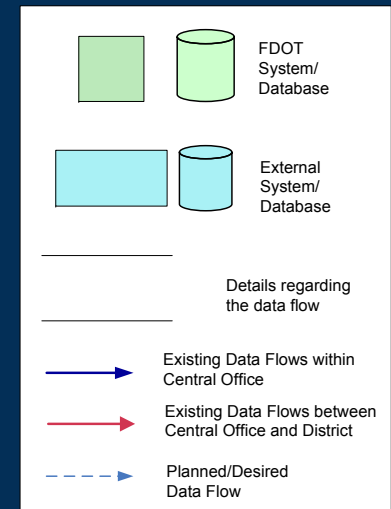 FDOT
System/
Database
External
System/
Database
Details regarding
the data flow
Existing Data Flows within
Central Office
Existing Data Flows between
Central Office and District
Planned/Desired
Data Flow